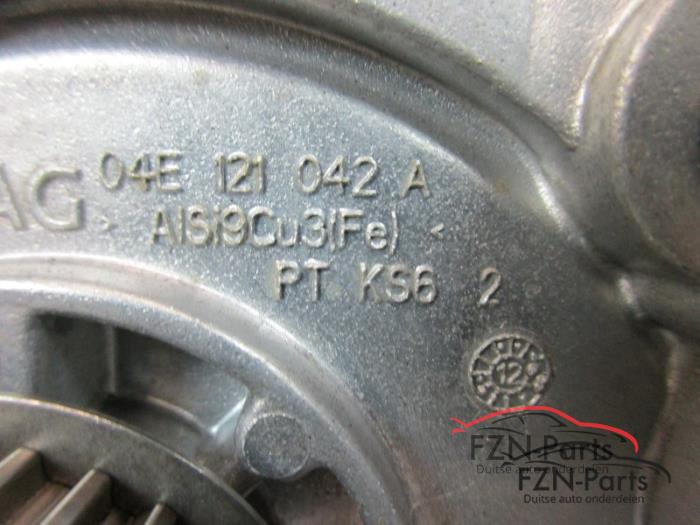 AG 04E 121 042 A
> AlSi9Cu3(Fe) <
PT KS6 2
12
FZN-Parts
Duitse auto onderdelen
FZN-Parts
Duitse auto onderdelen